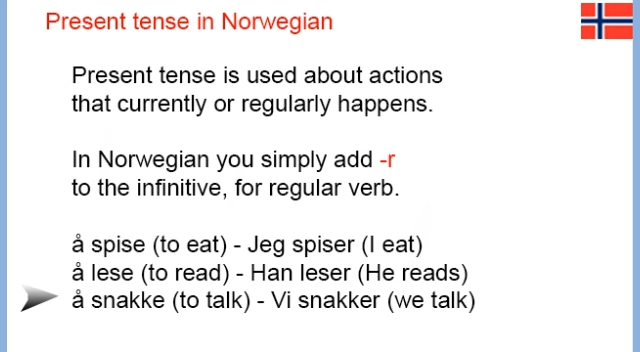 Present tense in Norwegian
Present tense is used about actions
that currently or regularly happens.
In Norwegian you simply add -r
to the infinitive, for regular verb.
å spise (to eat) - Jeg spiser (I eat)
å lese (to read) - Han leser (He reads)
å snakke (to talk) - Vi snakker (we talk)